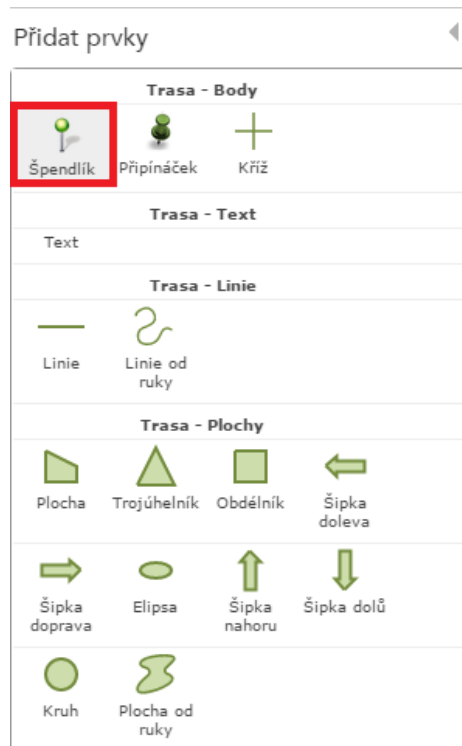 Přidat prvky
Trasa - Body
Špendlík Připínáček Kříž
Trasa - Text
Text
Trasa - Linie
Linie Linie od
ruky
Trasa - Plochy
Plocha Trojúhelník Obdélník Šipka
doleva
Šipka Elipsa Šipka Šipka dolů
doprava nahoru
Kruh Plocha od
ruky